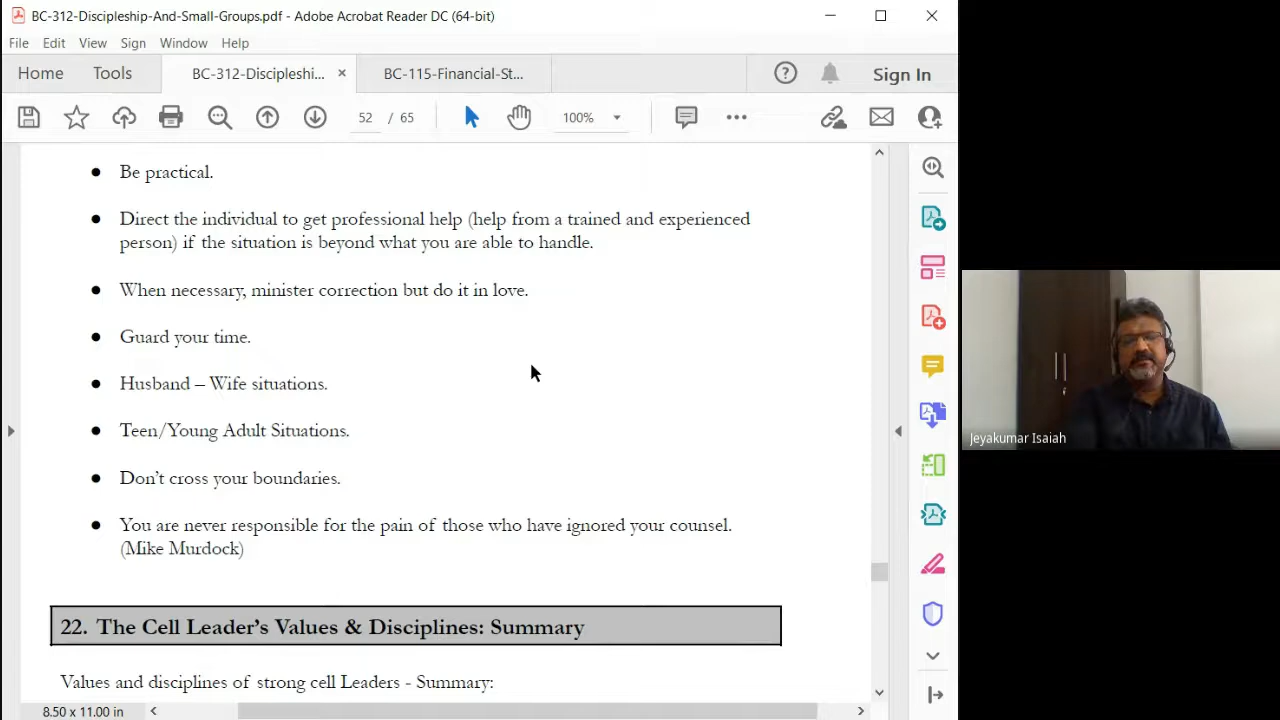 BC-312-Discipleship-And-Small-Groups.pdf - Adobe Acrobat Reader DC (64-bit)
File Edit View Sign Window Help
Home Tools BC-312-Discipleshi... × BC-115-Financial-St... Sign In
52 / 65 100%
● Be practical.
● Direct the individual to get professional help (help from a trained and experienced
person) if the situation is beyond what you are able to handle.
● When necessary, minister correction but do it in love.
● Guard your time.
● Husband – Wife situations.
● Teen/Young Adult Situations.
● Don't cross your boundaries.
● You are never responsible for the pain of those who have ignored your counsel.
(Mike Murdock)
22. The Cell Leader's Values & Disciplines: Summary
Values and disciplines of strong cell Leaders - Summary:
8.50 x 11.00 in
Jeyakumar Isaiah